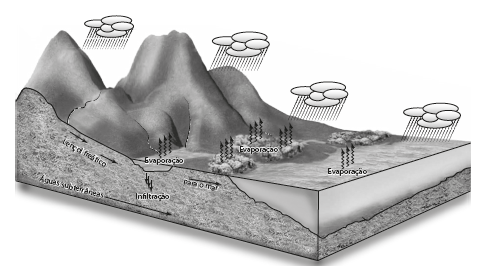 Lençol freático
Evaporação
Evaporação
Evaporação
para o mar
Águas subterrâneas
Infiltração